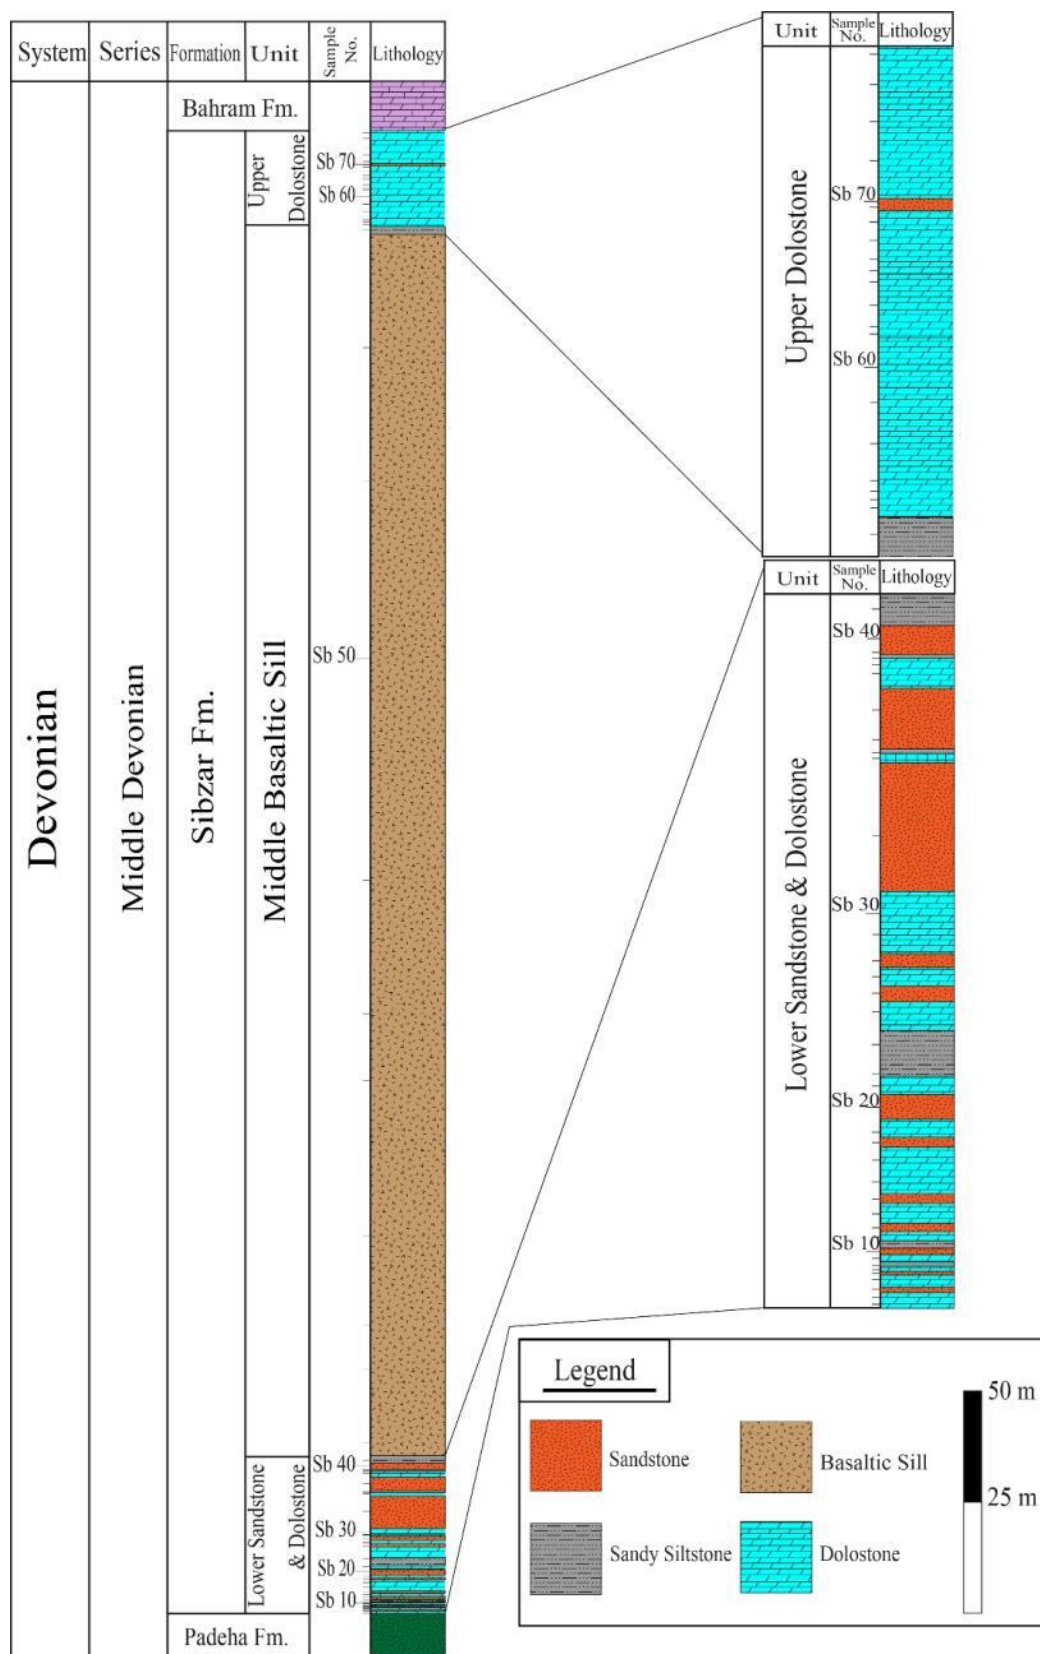 System
Series
Formation
Unit
Sample
No.
Lithology
Bahram Fm.
Devonian
Middle Devonian
Sibzar Fm.
Upper
Dolostone
Sb 70
Sb 60
Middle Basaltic Sill
Sb 50
Lower Sandstone
& Dolostone
Sb 40
Sb 30
Sb 20
Sb 10
Padeha Fm.
Unit
Sample
No.
Lithology
Upper Dolostone
Sb 70
Sb 60
Unit
Sample
No.
Lithology
Lower Sandstone & Dolostone
Sb 40
Sb 30
Sb 20
Sb 10
Legend
Sandstone
Basaltic Sill
Sandy Siltstone
Dolostone
50 m
25 m